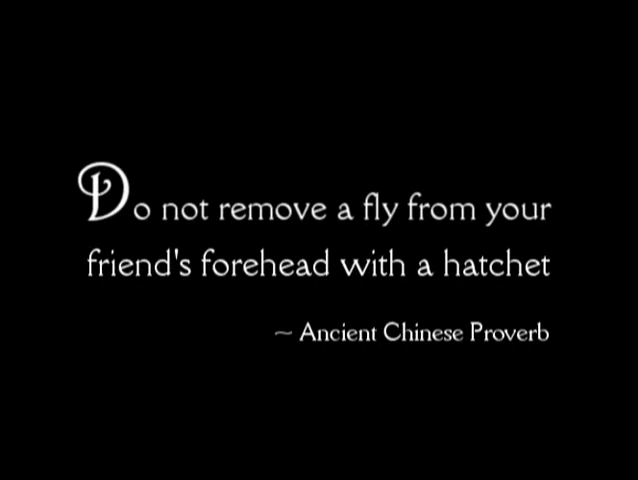 Do not remove a fly from your
friend's forehead with a hatchet
~ Ancient Chinese Proverb